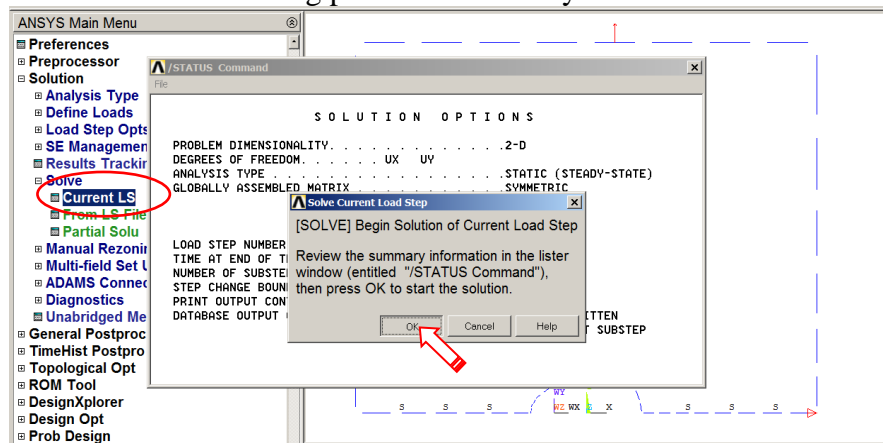 ANSYS Main Menu
Preferences
Preprocessor
Solution
Analysis Type
Define Loads
Load Step Opts
SE Managemen
Results Trackin
Solve
Current LS
From LS File
Partial Solu
Manual Rezonin
Multi-field Set U
ADAMS Connec
Diagnostics
Unabridged Me
General Postproc
TimeHist Postpro
Topological Opt
ROM Tool
DesignXplorer
Design Opt
Prob Design
/STATUS Command
File
S O L U T I O N   O P T I O N S
PROBLEM DIMENSIONALITY. . . . . . . . . . . . .2-D
DEGREES OF FREEDOM. . . . . . UX   UY
ANALYSIS TYPE . . . . . . . . . . . . . . . . .STATIC (STEADY-STATE)
GLOBALLY ASSEMBLED MATRIX . . . . . . . . . . .SYMMETRIC
LOAD STEP NUMBER
TIME AT END OF T
NUMBER OF SUBSTE
STEP CHANGE BOUN
PRINT OUTPUT CON
DATABASE OUTPUT
ITTEN
SUBSTEP
Solve Current Load Step
[SOLVE] Begin Solution of Current Load Step
Review the summary information in the lister
window (entitled "/STATUS Command"),
then press OK to start the solution.
OK Cancel Help
WY
WZ WX X
S S S S S S